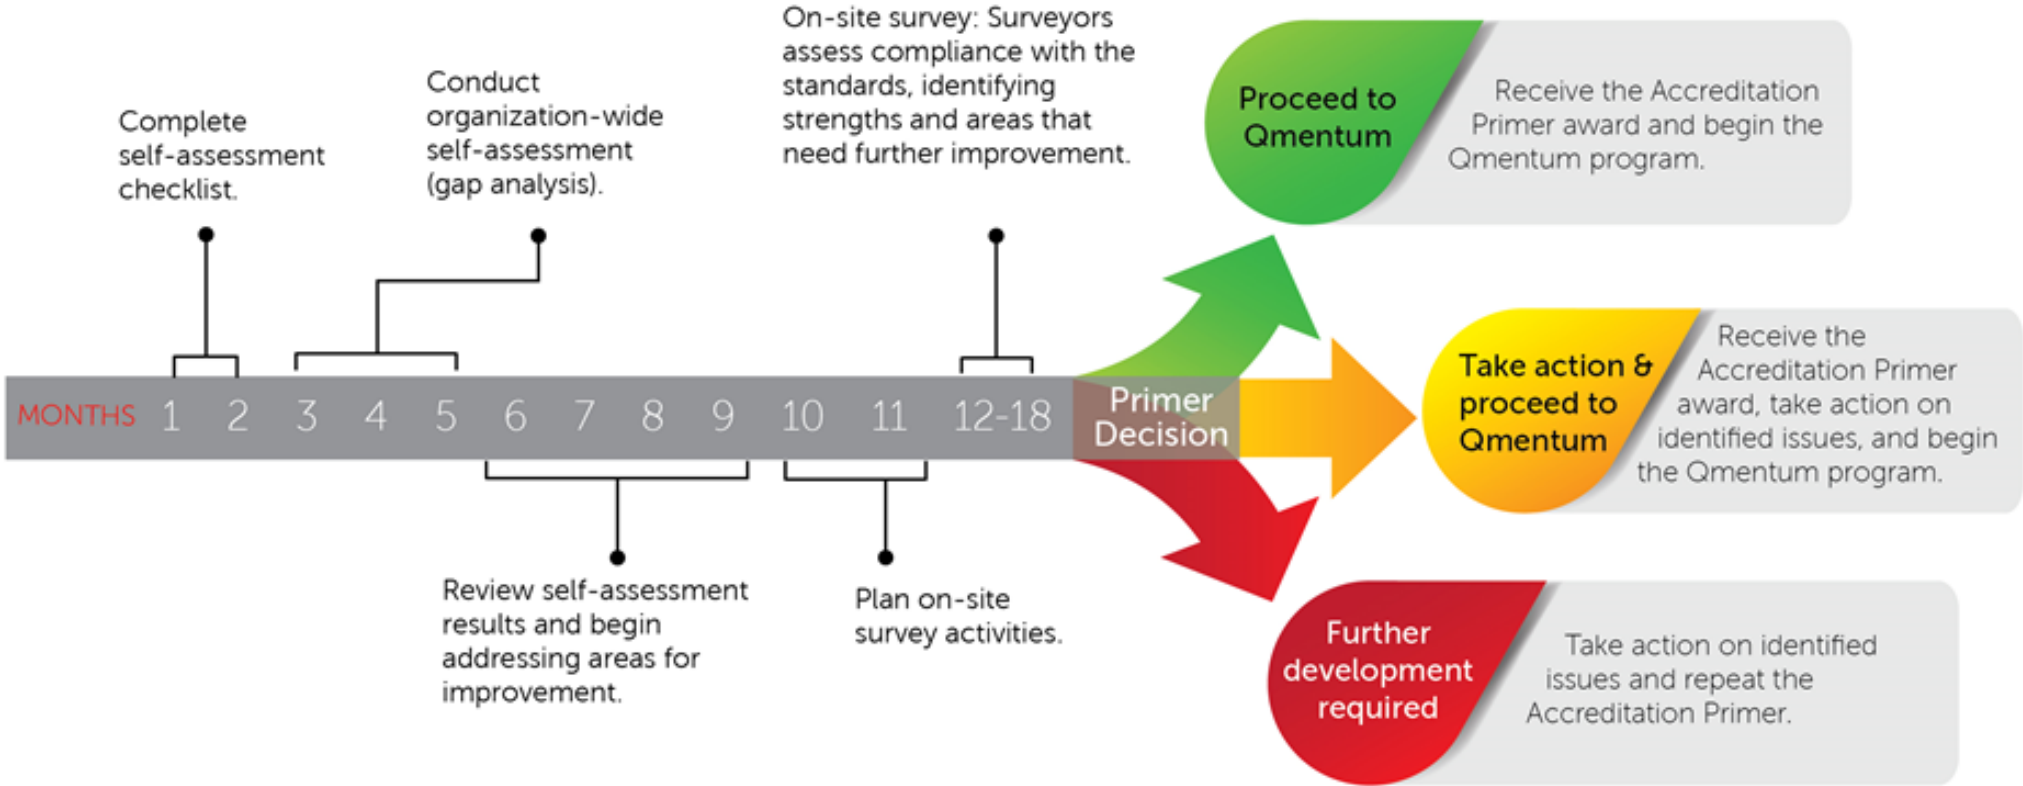 Complete
self-assessment
checklist.
Conduct
organization-wide
self-assessment
(gap analysis).
On-site survey: Surveyors
assess compliance with the
standards, identifying
strengths and areas that
need further improvement.
MONTHS 1 2 3 4 5 6 7 8 9 10 11 12-18
Primer
Decision
Review self-assessment
results and begin
addressing areas for
improvement.
Plan on-site
survey activities.
Proceed to
Qmentum
Receive the Accreditation
Primer award and begin the
Qmentum program.
Take action &
proceed to
Qmentum
Receive the
Accreditation Primer
award, take action on
identified issues, and begin
the Qmentum program.
Further
development
required
Take action on identified
issues and repeat the
Accreditation Primer.